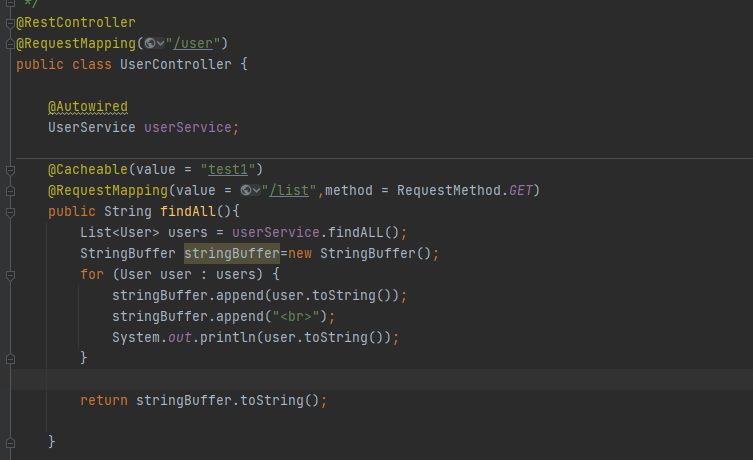 */
@RestController
@RequestMapping("/user")
public class UserController {
@Autowired
UserService userService;
@Cacheable(value = "test1")
@RequestMapping(value = "/list",method = RequestMethod.GET)
public String findAll(){
List<User> users = userService.findALL();
StringBuffer stringBuffer=new StringBuffer();
for (User user : users) {
stringBuffer.append(user.toString());
stringBuffer.append("<br>");
System.out.println(user.toString());
}
return stringBuffer.toString();
}